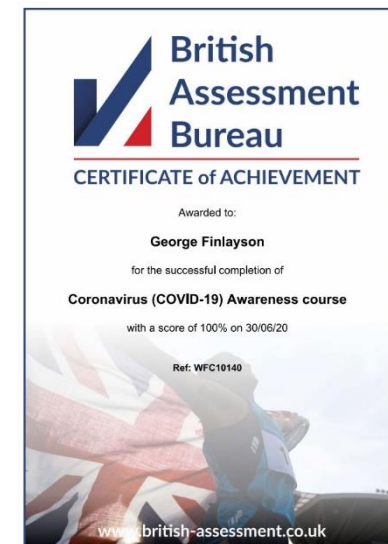 British
Assessment
Bureau
CERTIFICATE of ACHIEVEMENT
Awarded to:
George Finlayson
for the successful completion of
Coronavirus (COVID-19) Awareness course
with a score of 100% on 30/06/20
Ref: WFC10140
www.british-assessment.co.uk